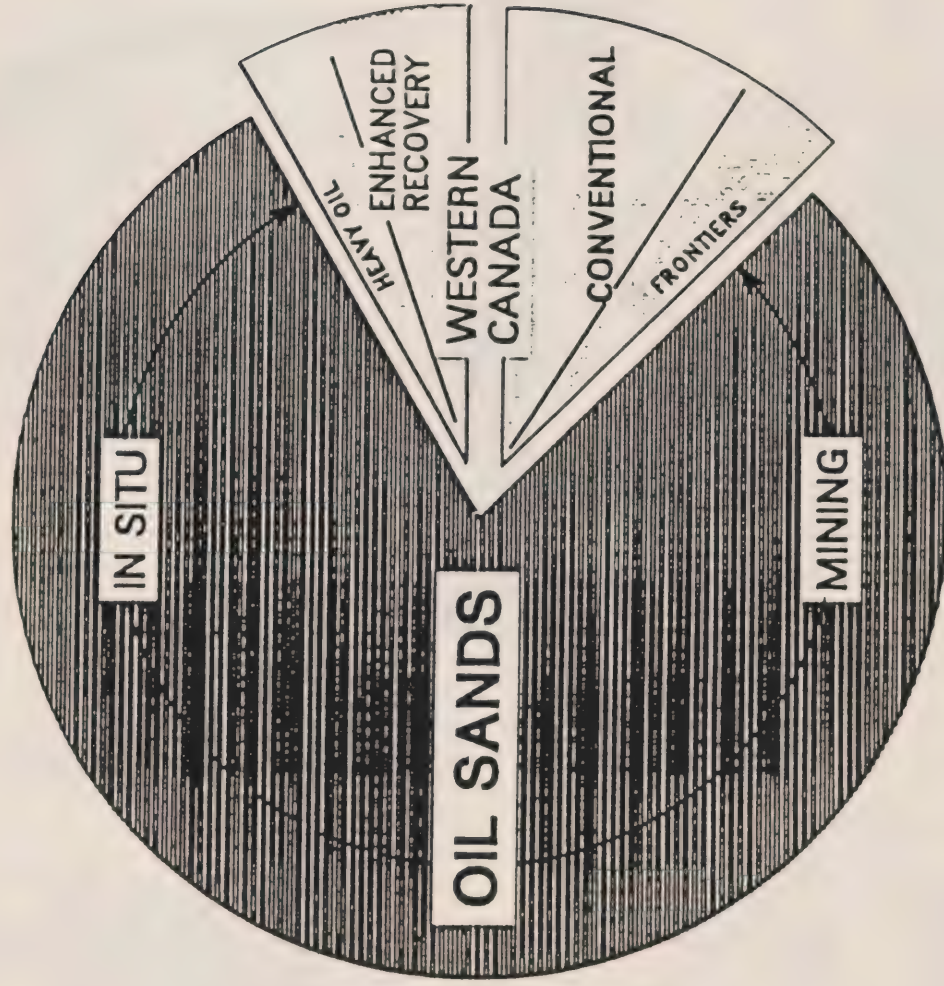 HEAVY OIL
ENHANCED
RECOVERY
WESTERN
CANADA
CONVENTIONAL
FRONTIERS
IN SITU
OIL SANDS
MINING